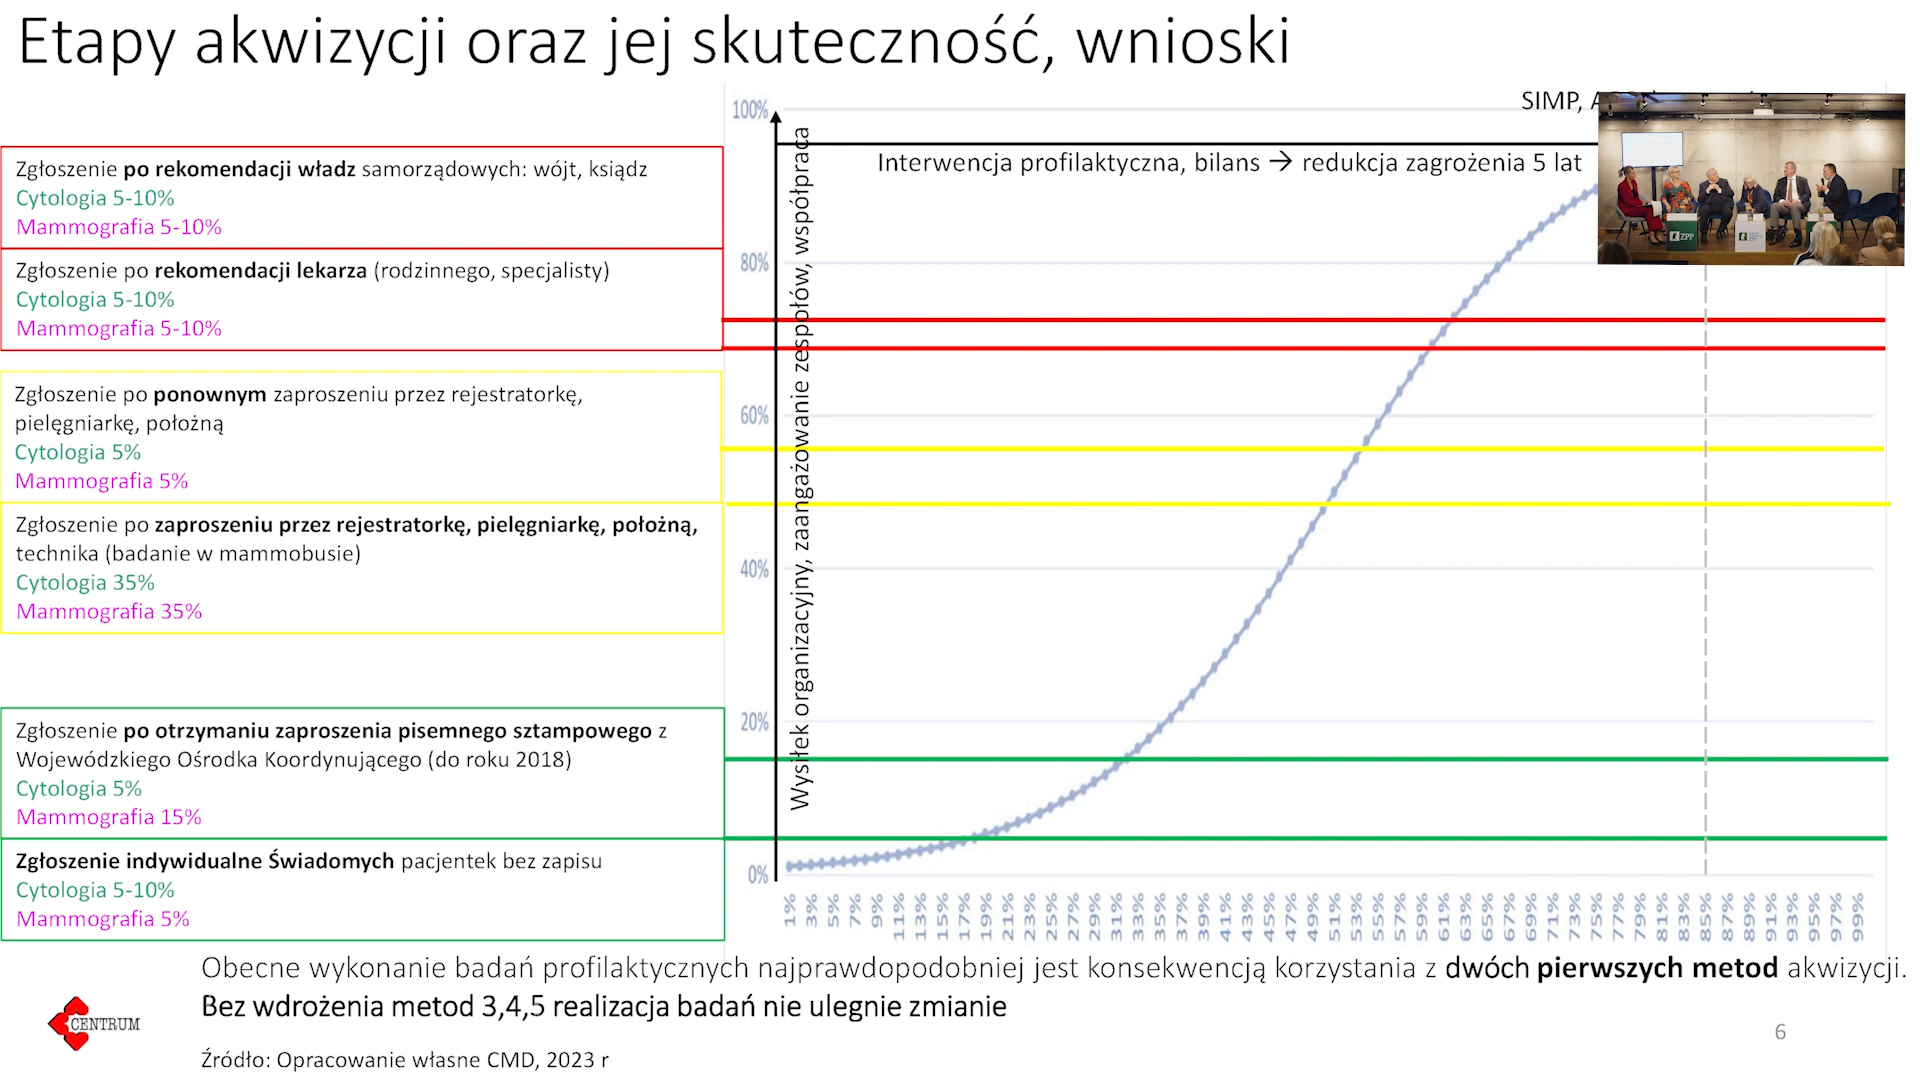 Etapy akwizycji oraz jej skuteczność, wnioski
SIMP,
Interwencja profilaktyczna, bilans → redukcja zagrożenia 5 lat
Zgłoszenie po rekomendacji władz samorządowych: wójt, ksiądz
Cytologia 5-10%
Mammografia 5-10%
Zgłoszenie po rekomendacji lekarza (rodzinnego, specjalisty)
Cytologia 5-10%
Mammografia 5-10%
Zgłoszenie po ponownym zaproszeniu przez rejestratorkę,
pielęgniarkę, położną
Cytologia 5%
Mammografia 5%
Zgłoszenie po zaproszeniu przez rejestratorkę, pielęgniarkę, położną,
technika (badanie w mammobusie)
Cytologia 35%
Mammografia 35%
Zgłoszenie po otrzymaniu zaproszenia pisemnego sztampowego z
Wojewódzkiego Ośrodka Koordynującego (do roku 2018)
Cytologia 5%
Mammografia 15%
Zgłoszenie indywidualne Świadomych pacjentek bez zapisu
Cytologia 5-10%
Mammografia 5%
100%
80%
60%
40%
20%
0%
Wysiłek organizacyjny, zaangażowanie zespołów, współpraca
ZPP
1% 3% 5% 7% 9% 11% 13% 15% 17% 19% 21% 23% 25% 27% 29% 31% 33% 35% 37% 39% 41% 43% 45% 47% 49% 51% 53% 55% 57% 59% 61% 63% 65% 67% 69% 71% 73% 75% 77% 79% 81% 83% 85% 87% 89% 91% 93% 95% 97% 99%
Obecne wykonanie badań profilaktycznych najprawdopodobniej jest konsekwencją korzystania z dwóch pierwszych metod akwizycji.
Bez wdrożenia metod 3,4,5 realizacja badań nie ulegnie zmianie
CENTRUM
6
Źródło: Opracowanie własne CMD, 2023 r